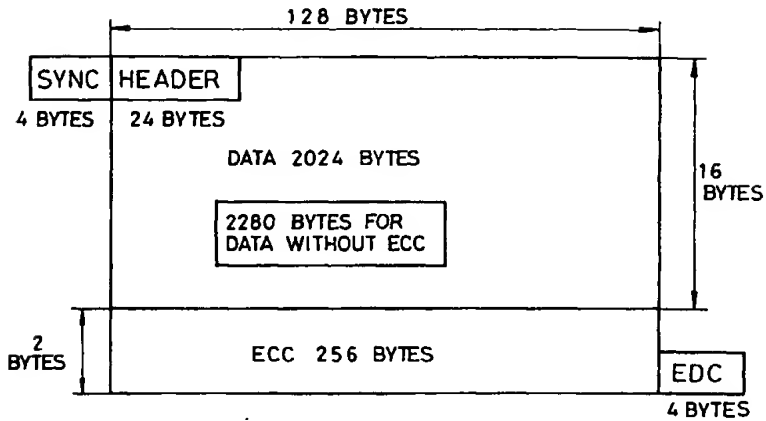 128 BYTES
SYNC HEADER
4 BYTES 24 BYTES
DATA 2024 BYTES
16
BYTES
2280 BYTES FOR
DATA WITHOUT ECC
2
BYTES
ECC 256 BYTES
EDC
4 BYTES